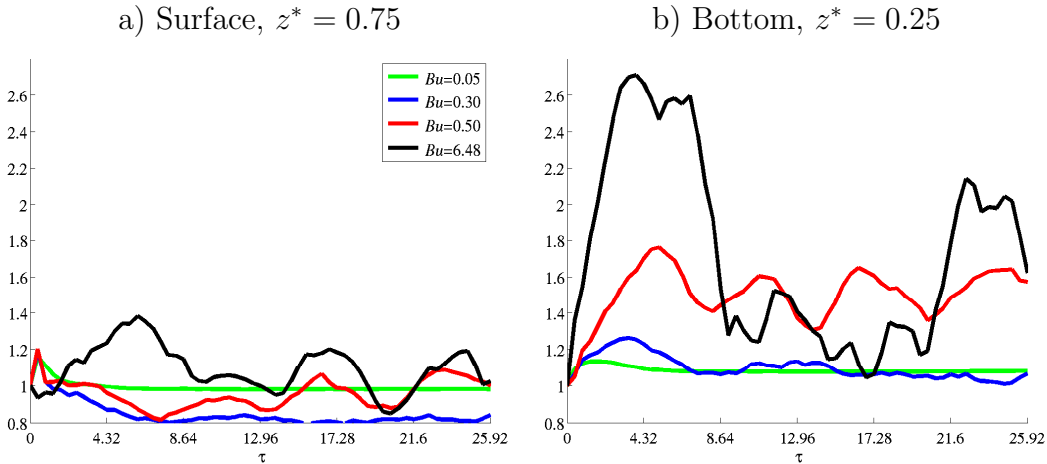 a) Surface, z* = 0.75
b) Bottom, z* = 0.25
2.6
2.4
2.2
2
1.8
1.6
1.4
1.2
1
0.8
Bu=0.05
Bu=0.30
Bu=0.50
Bu=6.48
0 4.32 8.64 12.96 17.28 21.6 25.92
τ
2.6
2.4
2.2
2
1.8
1.6
1.4
1.2
1
0.8
0 4.32 8.64 12.96 17.28 21.6 25.92
τ